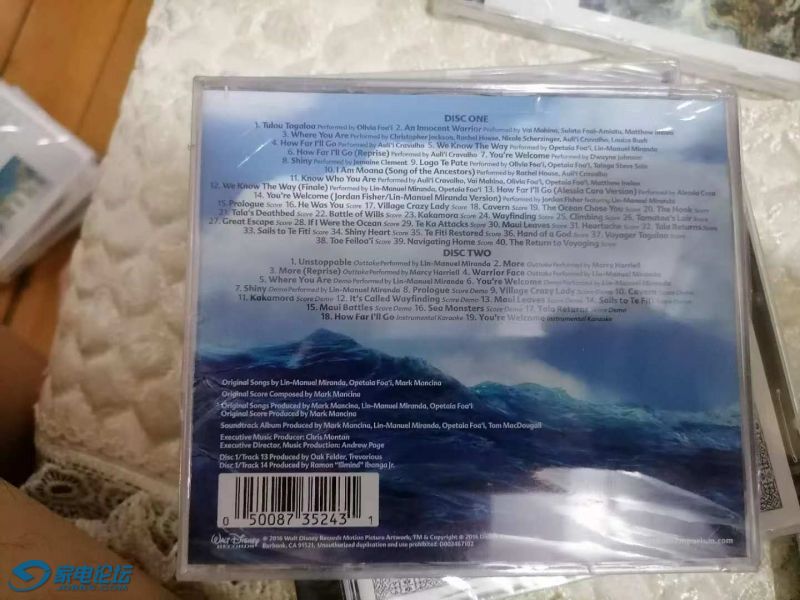 DISC ONE
1. Tulou Tagaloa Performed by Olivia Foa'i 2. An Innocent Warrior Performed by Vai Mahina, Sulata Foai-Amiatu, Matthew Ineleo
3. Where You Are Performed by Christopher Jackson, Rachel House, Nicole Scherzinger, Auli'i Cravalho, Louise Bush
4. How Far I'll Go Performed by Auli'i Cravalho 5. We Know The Way Performed by Opetaia Foa'i, Lin-Manuel Miranda
6. How Far I'll Go (Reprise) Performed by Auli'i Cravalho 7. You're Welcome Performed by Dwayne Johnson
8. Shiny Performed by Jemaine Clement 9. Logo Te Pate Performed by Olivia Foa'i, Opetaia Foa'i, Talaga Steve Sale
10. I Am Moana (Song of the Ancestors) Performed by Rachel House, Auli'i Cravalho
11. Know Who You Are Performed by Auli'i Cravalho, Vai Mahina, Olivia Foa'i, Opetaia Foa'i, Matthew Ineleo
12. We Know The Way (Finale) Performed by Lin-Manuel Miranda, Opetaia Foa'i 13. How Far I'll Go (Alessia Cara Version) Performed by Alessia Cara
14. You're Welcome (Jordan Fisher/Lin-Manuel Miranda Version) Performed by Jordan Fisher featuring Lin-Manuel Miranda
15. Prologue Score 16. He Was You Score 17. Village Crazy Lady Score 18. Cavern Score 19. The Ocean Chose You Score 20. The Hook Score
21. Tala's Deathbed Score 22. Battle of Wills Score 23. Kakamora Score 24. Wayfinding Score 25. Climbing Score 26. Tamatoa's Lair Score
27. Great Escape Score 28. If I Were the Ocean Score 29. Te Ka Attacks Score 30. Maui Leaves Score 31. Heartache Score 32. Tala Returns Score
33. Sails to Te Fiti Score 34. Shiny Heart Score 35. Te Fiti Restored Score 36. Hand of a God Score 37. Voyager Tagaloa Score
38. Toe Feiloa'i Score 39. Navigating Home Score 40. The Return to Voyaging Score
DISC TWO
1. Unstoppable Outtake Performed by Lin-Manuel Miranda 2. More Outtake Performed by Marcy Harriell
3. More (Reprise) Outtake Performed by Marcy Harriell 4. Warrior Face Outtake Performed by Lin-Manuel Miranda
5. Where You Are Demo Performed by Lin-Manuel Miranda 6. You're Welcome Demo Performed by Lin-Manuel Miranda
7. Shiny Demo Performed by Lin-Manuel Miranda 8. Prologue Score Demo 9. Village Crazy Lady Score Demo 10. Cavern Score Demo
11. Kakamora Score Demo 12. It's Called Wayfinding Score Demo 13. Maui Leaves Score Demo 14. Sails to Te Fiti Score Demo
15. Maui Battles Score Demo 16. Sea Monsters Score Demo 17. Tala Returns Score Demo
18. How Far I'll Go Instrumental Karaoke 19. You're Welcome Instrumental Karaoke
Original Songs by Lin-Manuel Miranda, Opetaia Foa'i, Mark Mancina
Original Score Composed by Mark Mancina
Original Songs Produced by Mark Mancina, Lin-Manuel Miranda, Opetaia Foa'i
Original Score Produced by Mark Mancina
Soundtrack Album Produced by Mark Mancina, Lin-Manuel Miranda, Opetaia Foa'i, Tom MacDougall
Executive Music Producer: Chris Montan
Executive Director, Music Production: Andrew Page
Disc 1/Track 13 Produced by Oak Felder, Trevorious
Disc 1/Track 14 Produced by Ramon "!llmind" Ibanga Jr.
0 50087 35243 1
Walt Disney RECORDS
℗ 2016 Walt Disney Records Motion Picture Artwork, TM & Copyright © 2016
Burbank, CA 91521. Unauthorized duplication and use prohibited. D002467102
家电论坛